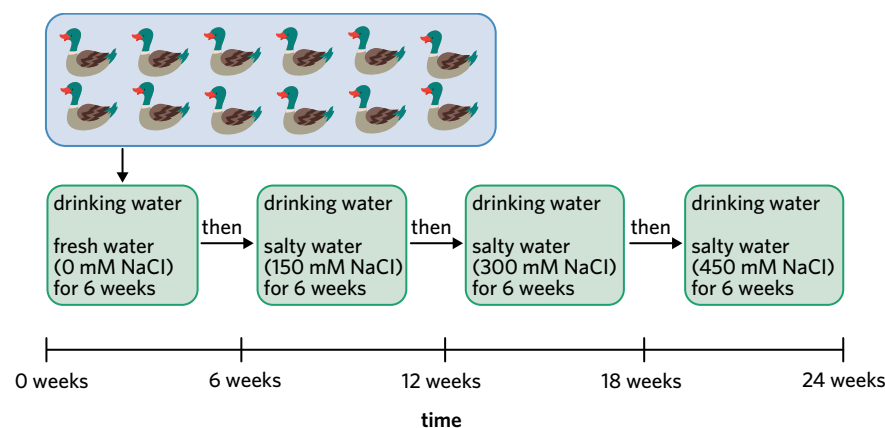 drinking water
fresh water
(0 mM NaCl)
for 6 weeks
then
drinking water
salty water
(150 mM NaCl)
for 6 weeks
then
drinking water
salty water
(300 mM NaCl)
for 6 weeks
then
drinking water
salty water
(450 mM NaCl)
for 6 weeks
0 weeks
6 weeks
12 weeks
18 weeks
24 weeks
time